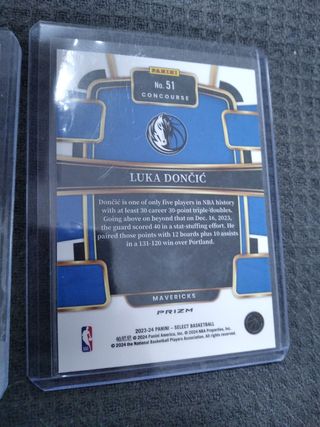 PANINI
No. 51
CONCOURSE
LUKA DONČIĆ
Dončić is one of only five players in NBA history
with at least 30 career 30-point triple-doubles.
Going above on beyond that on Dec. 16, 2023,
the guard scored 40 in a stat-stuffing effort. He
paired those points with 12 boards plus 10 assists
in a 131-120 win over Portland.
MAVERICKS
PRIZM
2023-24 PANINI – SELECT BASKETBALL
© 2024 Panini America, Inc. © 2024 NBA Properties, Inc.
© 2024 the National Basketball Players Association. All rights reserved.